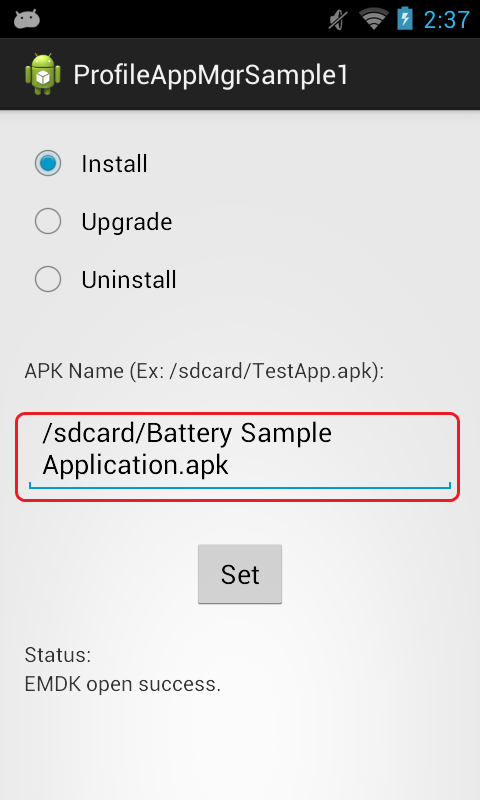 2:37
ProfileAppMgrSample1
Install
Upgrade
Uninstall
APK Name (Ex: /sdcard/TestApp.apk):
/sdcard/Battery Sample
Application.apk
Set
Status:
EMDK open success.